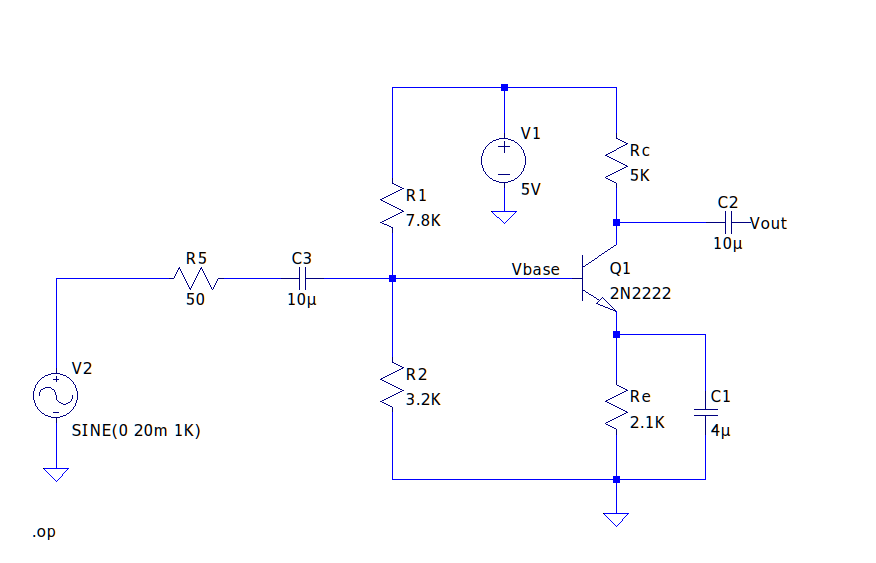 V1
5V
Rc
5K
R1
7.8K
C2
10µ
Vout
R5
50
C3
10µ
Vbase
Q1
2N2222
V2
SINE(0 20m 1K)
R2
3.2K
Re
2.1K
C1
4µ
.op